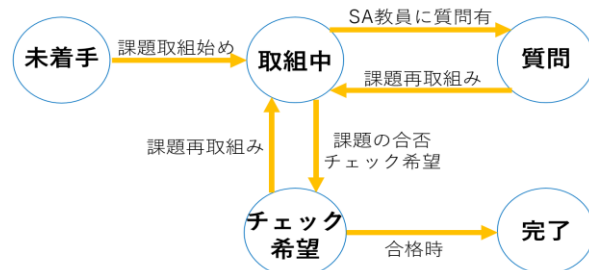 SA教員に質問有
未着手
課題取組始め
取組中
質問
課題再取組み
課題再取組み
課題の合否
チェック希望
チェック
希望
合格時
完了